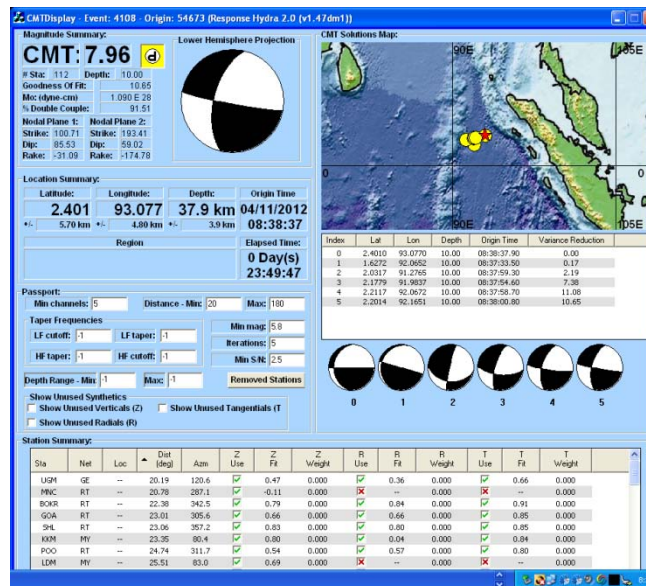 CMTDisplay - Event: 4108 - Origin: 54673 (Response Hydra 2.0 (v1.47dm1))
Magnitude Summary:
CMT: 7.96 d
# Sta: 112 Depth: 10.00
Goodness Of Fit: 10.65
Mo: (dyne-cm) 1.090 E 28
% Double Couple: 91.51
Nodal Plane 1: Nodal Plane 2:
Strike: 100.71 Strike: 193.41
Dip: 85.53 Dip: 59.02
Rake: -31.09 Rake: -174.78
Lower Hemisphere Projection
Location Summary:
Latitude: Longitude: Depth: Origin Time
2.401 93.077 37.9 km 04/11/2012
+/- 5.70 km +/- 4.80 km +/- 3.9 km 08:38:37
Region Elapsed Time:
0 Day(s)
23:49:47
Passport:
Min channels: 5 Distance - Min: 20 Max: 180
Taper Frequencies
LF cutoff: -1 LF taper: -1
HF taper: -1 HF cutoff: -1
Min mag: 5.8
Iterations: 5
Min S/N: 2.5
Depth Range - Min: -1 Max: -1 Removed Stations
Show Unused Synthetics
Show Unused Verticals (Z) Show Unused Tangentials (T
Show Unused Radials (R)
CMT Solutions Map:
90E 105E
0 0
90E 105E
Index Lat Lon Depth Origin Time Variance Reduction
0 2.4010 93.0770 10.00 08:38:37.90 0.00
1 1.6272 92.0652 10.00 08:37:33.50 0.17
2 2.0317 91.2765 10.00 08:37:59.30 2.19
3 2.1779 91.9837 10.00 08:37:54.60 7.38
4 2.2117 92.0672 10.00 08:37:58.70 11.08
5 2.2014 92.1651 10.00 08:38:00.80 10.65
0 1 2 3 4 5
Station Summary:
Sta Net Loc Dist (deg) Azm Z Use Z Fit Z Weight R Use R Fit R Weight T Use T Fit T Weight
UGM GE -- 20.19 120.6 0.47 0.000 0.36 0.000 0.66 0.000
MNC RT -- 20.78 287.1 -0.11 0.000 -- 0.000 -- 0.000
BOKR RT -- 22.38 342.5 0.79 0.000 0.84 0.000 0.91 0.000
GOA RT -- 23.01 305.6 0.66 0.000 0.66 0.000 0.84 0.000
SHL RT -- 23.06 357.2 0.83 0.000 0.80 0.000 0.85 0.000
KKM MY -- 23.35 80.4 0.80 0.000 0.04 0.000 0.84 0.000
POO RT -- 24.74 311.7 0.54 0.000 0.57 0.000 0.80 0.000
LDM MY -- 25.51 83.0 0.69 0.000 -- 0.000 -- 0.000